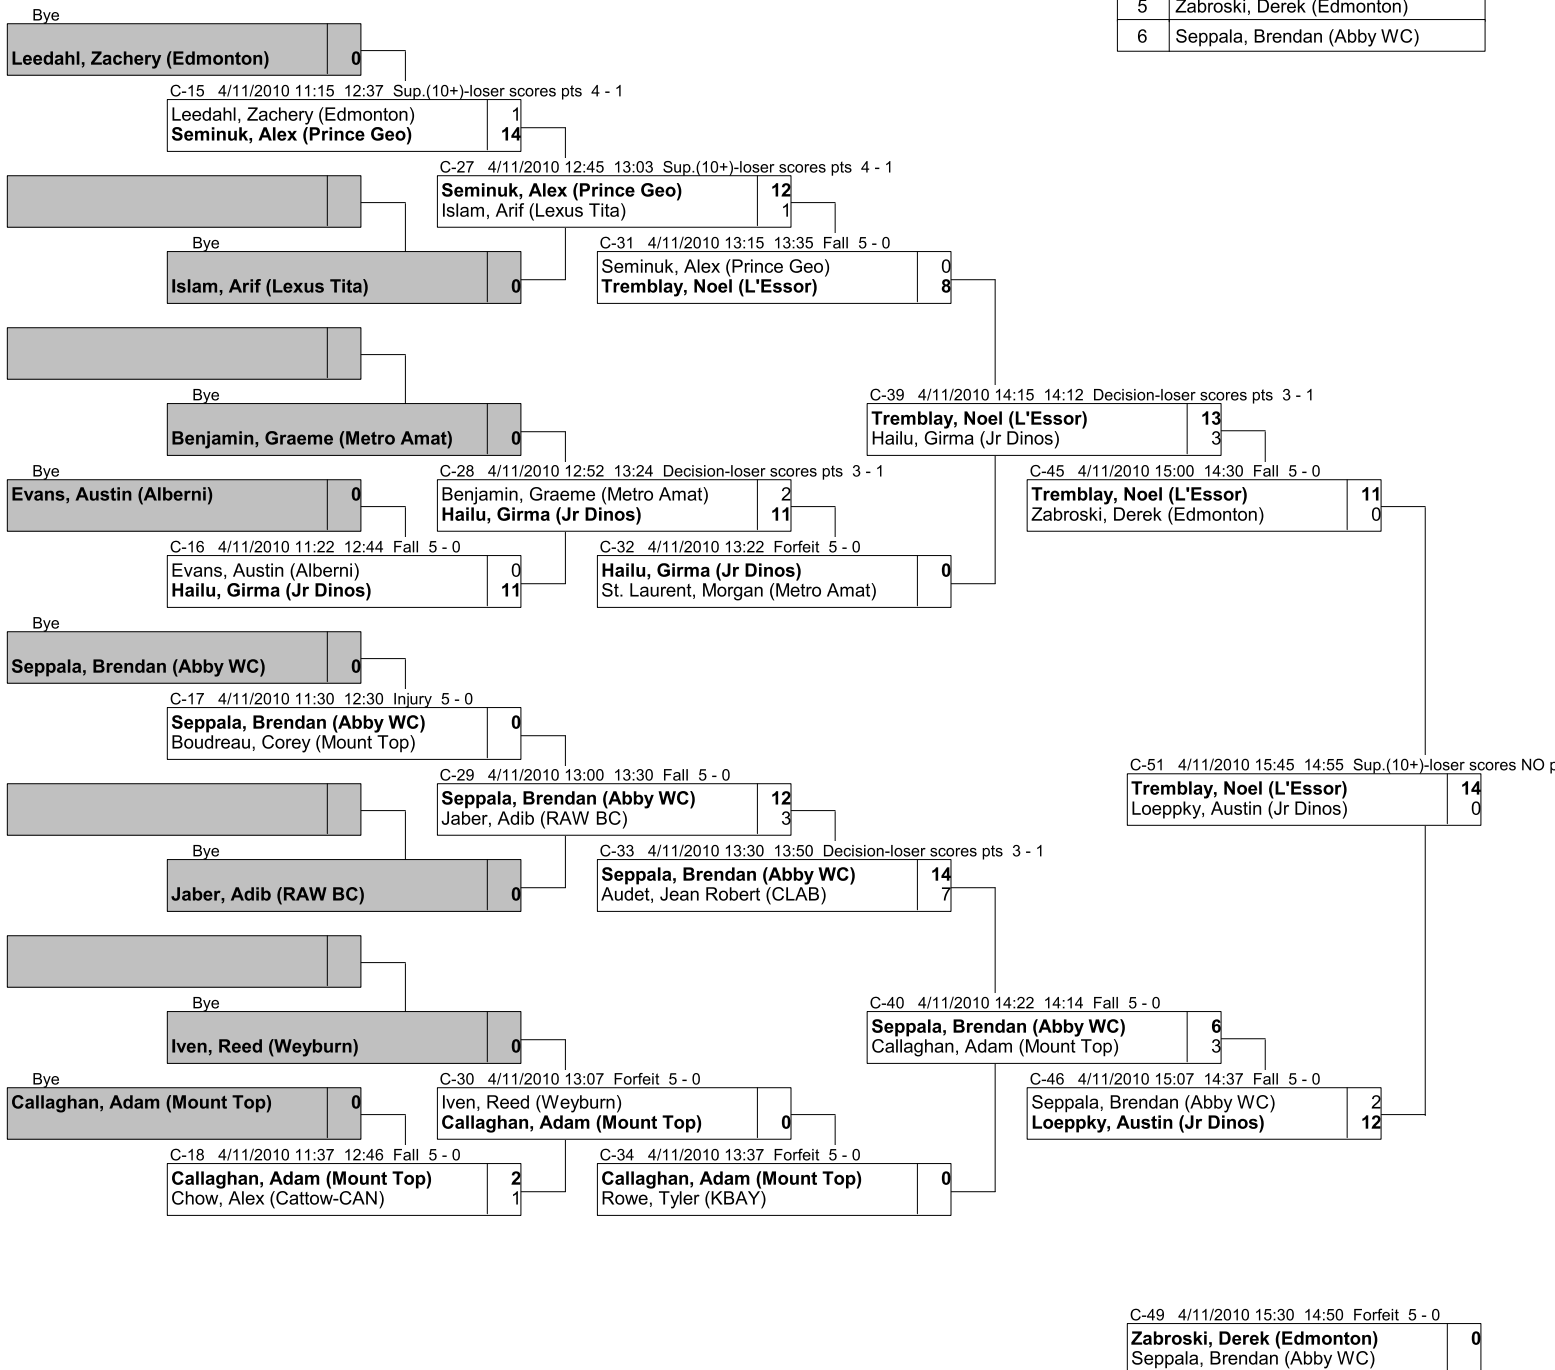 5 Zabroski, Derek (Edmonton)
6 Seppala, Brendan (Abby WC)
Bye
Leedahl, Zachery (Edmonton) 0
C-15 4/11/2010 11:15 12:37 Sup.(10+)-loser scores pts 4 - 1
Leedahl, Zachery (Edmonton) 1
Seminuk, Alex (Prince Geo) 14
C-27 4/11/2010 12:45 13:03 Sup.(10+)-loser scores pts 4 - 1
Seminuk, Alex (Prince Geo) 12
Islam, Arif (Lexus Tita) 1
Bye
Islam, Arif (Lexus Tita) 0
C-31 4/11/2010 13:15 13:35 Fall 5 - 0
Seminuk, Alex (Prince Geo) 0
Tremblay, Noel (L'Essor) 8
Bye
Benjamin, Graeme (Metro Amat) 0
C-39 4/11/2010 14:15 14:12 Decision-loser scores pts 3 - 1
Tremblay, Noel (L'Essor) 13
Hailu, Girma (Jr Dinos) 3
Bye
Evans, Austin (Alberni) 0
C-28 4/11/2010 12:52 13:24 Decision-loser scores pts 3 - 1
Benjamin, Graeme (Metro Amat) 2
Hailu, Girma (Jr Dinos) 11
C-45 4/11/2010 15:00 14:30 Fall 5 - 0
Tremblay, Noel (L'Essor) 11
Zabroski, Derek (Edmonton) 0
C-16 4/11/2010 11:22 12:44 Fall 5 - 0
Evans, Austin (Alberni) 0
Hailu, Girma (Jr Dinos) 11
C-32 4/11/2010 13:22 Forfeit 5 - 0
Hailu, Girma (Jr Dinos) 0
St. Laurent, Morgan (Metro Amat)
Bye
Seppala, Brendan (Abby WC) 0
C-17 4/11/2010 11:30 12:30 Injury 5 - 0
Seppala, Brendan (Abby WC) 0
Boudreau, Corey (Mount Top)
C-29 4/11/2010 13:00 13:30 Fall 5 - 0
Seppala, Brendan (Abby WC) 12
Jaber, Adib (RAW BC) 3
C-51 4/11/2010 15:45 14:55 Sup.(10+)-loser scores NO p
Tremblay, Noel (L'Essor) 14
Loeppky, Austin (Jr Dinos) 0
Bye
Jaber, Adib (RAW BC) 0
C-33 4/11/2010 13:30 13:50 Decision-loser scores pts 3 - 1
Seppala, Brendan (Abby WC) 14
Audet, Jean Robert (CLAB) 7
Bye
Iven, Reed (Weyburn) 0
C-40 4/11/2010 14:22 14:14 Fall 5 - 0
Seppala, Brendan (Abby WC) 6
Callaghan, Adam (Mount Top) 3
Bye
Callaghan, Adam (Mount Top) 0
C-30 4/11/2010 13:07 Forfeit 5 - 0
Iven, Reed (Weyburn)
Callaghan, Adam (Mount Top) 0
C-46 4/11/2010 15:07 14:37 Fall 5 - 0
Seppala, Brendan (Abby WC) 2
Loeppky, Austin (Jr Dinos) 12
C-18 4/11/2010 11:37 12:46 Fall 5 - 0
Callaghan, Adam (Mount Top) 2
Chow, Alex (Cattow-CAN) 1
C-34 4/11/2010 13:37 Forfeit 5 - 0
Callaghan, Adam (Mount Top) 0
Rowe, Tyler (KBAY)
C-49 4/11/2010 15:30 14:50 Forfeit 5 - 0
Zabroski, Derek (Edmonton) 0
Seppala, Brendan (Abby WC)